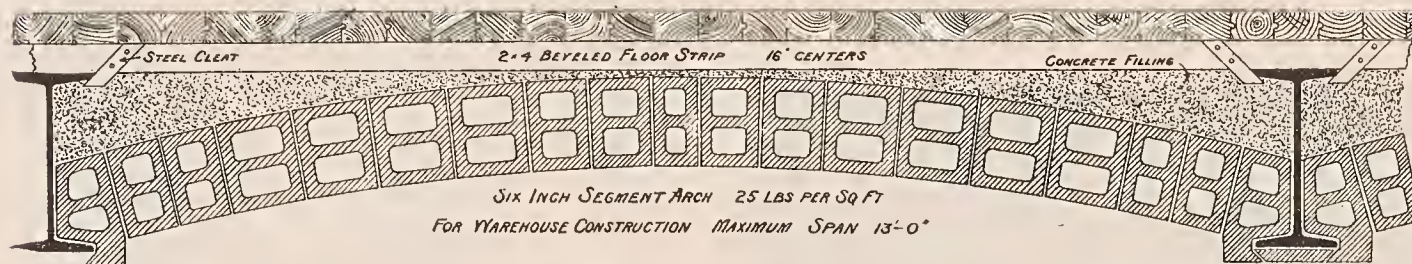 STEEL CLEAT
2×4 BEVELED FLOOR STRIP 16" CENTERS
CONCRETE FILLING
SIX INCH SEGMENT ARCH 25 LBS PER SQ FT
FOR WAREHOUSE CONSTRUCTION MAXIMUM SPAN 13'-0"